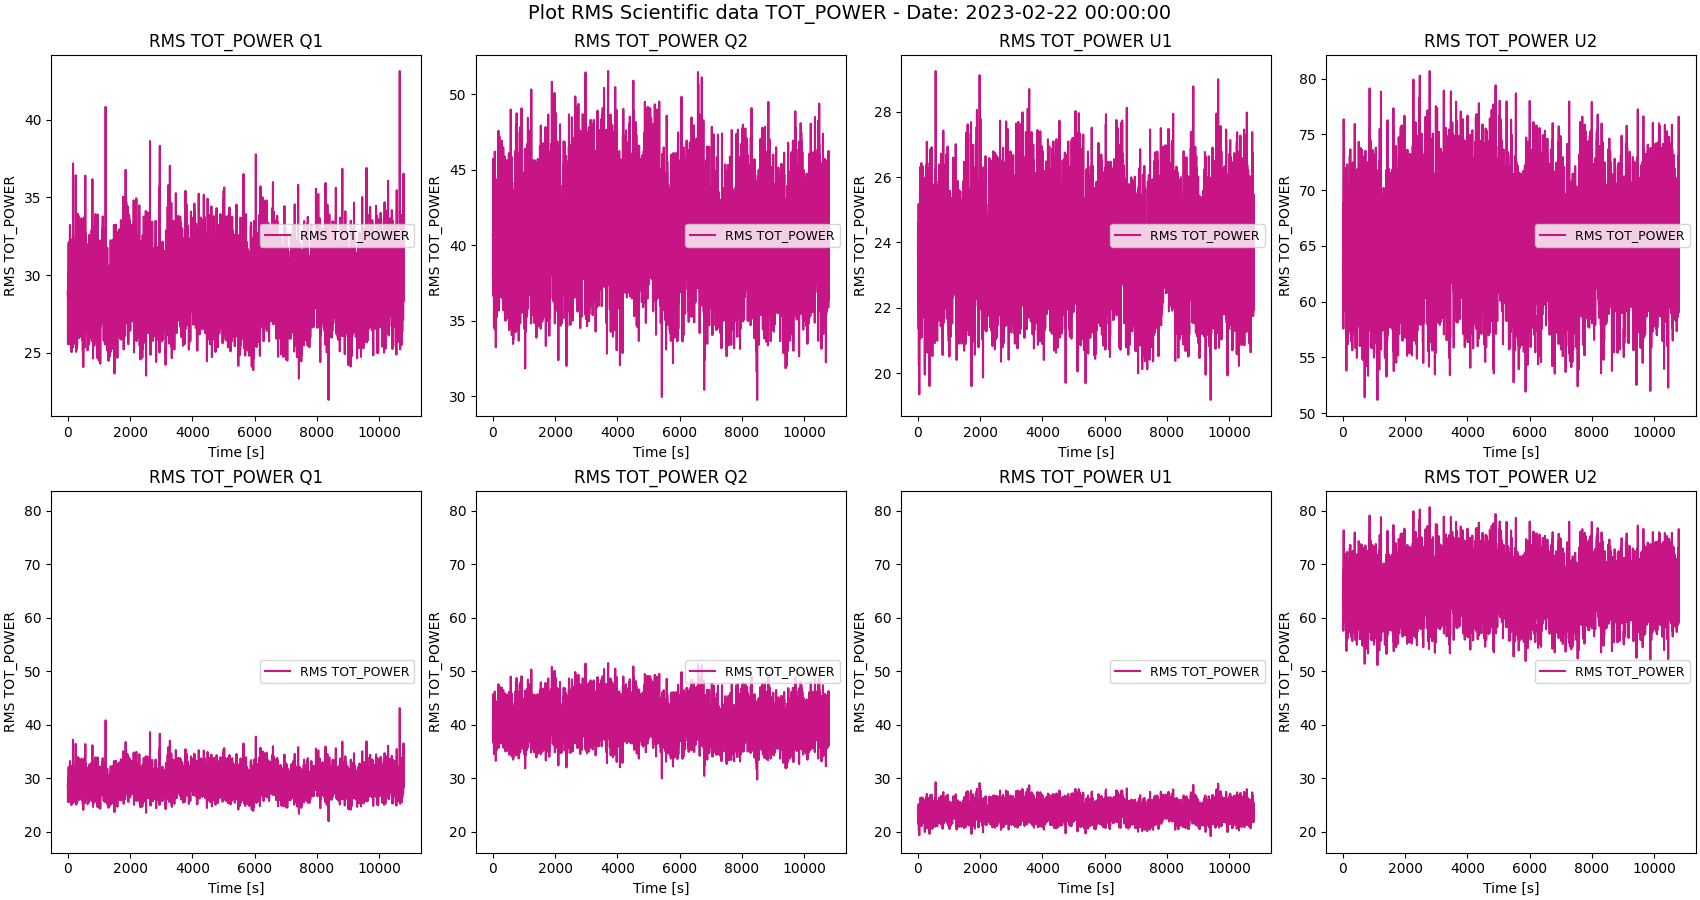 Plot RMS Scientific data TOT_POWER - Date: 2023-02-22 00:00:00
RMS TOT_POWER Q1
RMS TOT_POWER
40
35
30
25
RMS TOT_POWER
0 2000 4000 6000 8000 10000
Time [s]
RMS TOT_POWER Q2
RMS TOT_POWER
50
45
40
35
30
RMS TOT_POWER
0 2000 4000 6000 8000 10000
Time [s]
RMS TOT_POWER U1
RMS TOT_POWER
28
26
24
22
20
RMS TOT_POWER
0 2000 4000 6000 8000 10000
Time [s]
RMS TOT_POWER U2
RMS TOT_POWER
80
75
70
65
60
55
50
RMS TOT_POWER
0 2000 4000 6000 8000 10000
Time [s]
RMS TOT_POWER Q1
RMS TOT_POWER
80
70
60
50
40
30
20
RMS TOT_POWER
0 2000 4000 6000 8000 10000
Time [s]
RMS TOT_POWER Q2
RMS TOT_POWER
80
70
60
50
40
30
20
RMS TOT_POWER
0 2000 4000 6000 8000 10000
Time [s]
RMS TOT_POWER U1
RMS TOT_POWER
80
70
60
50
40
30
20
RMS TOT_POWER
0 2000 4000 6000 8000 10000
Time [s]
RMS TOT_POWER U2
RMS TOT_POWER
80
70
60
50
40
30
20
RMS TOT_POWER
0 2000 4000 6000 8000 10000
Time [s]